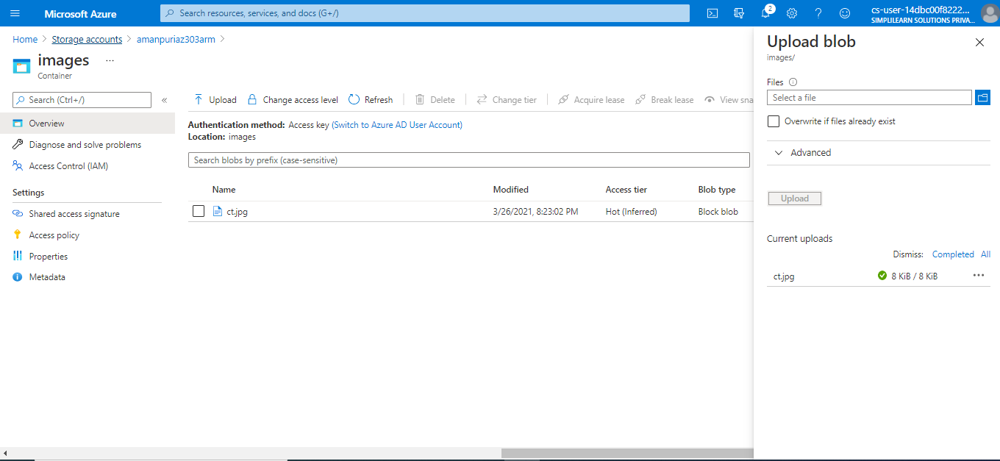 Microsoft Azure
Search resources, services, and docs (G+/)
2
cs-user-14dbc00f8222...
SIMPLILEARN SOLUTIONS PRIVA...
Home > Storage accounts > amanpuriaz303arm >
images ...
Container
Search (Ctrl+/)
«
Overview
Diagnose and solve problems
Access Control (IAM)
Settings
Shared access signature
Access policy
Properties
Metadata
Upload Change access level Refresh Delete Change tier Acquire lease Break lease View sna
Authentication method: Access key (Switch to Azure AD User Account)
Location: images
Search blobs by prefix (case-sensitive)
Name Modified Access tier Blob type
ct.jpg 3/26/2021, 8:23:02 PM Hot (Inferred) Block blob
Upload blob
images/
Files
Select a file
Overwrite if files already exist
Advanced
Upload
Current uploads
Dismiss: Completed All
ct.jpg 8 KiB / 8 KiB ...